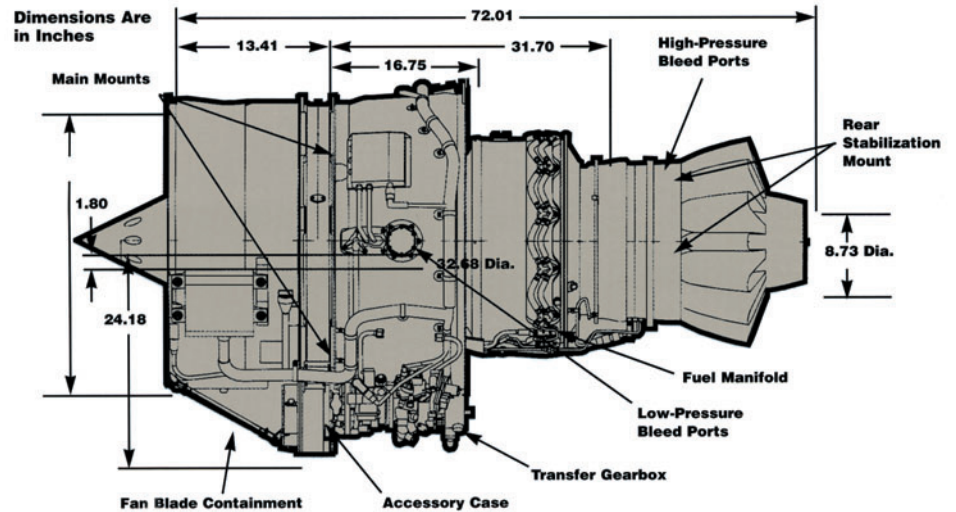 Dimensions Are
in Inches
72.01
13.41
31.70
16.75
High-Pressure
Bleed Ports
Main Mounts
Rear
Stabilization
Mount
1.80
32.68 Dia.
8.73 Dia.
24.18
Fuel Manifold
Low-Pressure
Bleed Ports
Transfer Gearbox
Fan Blade Containment
Accessory Case